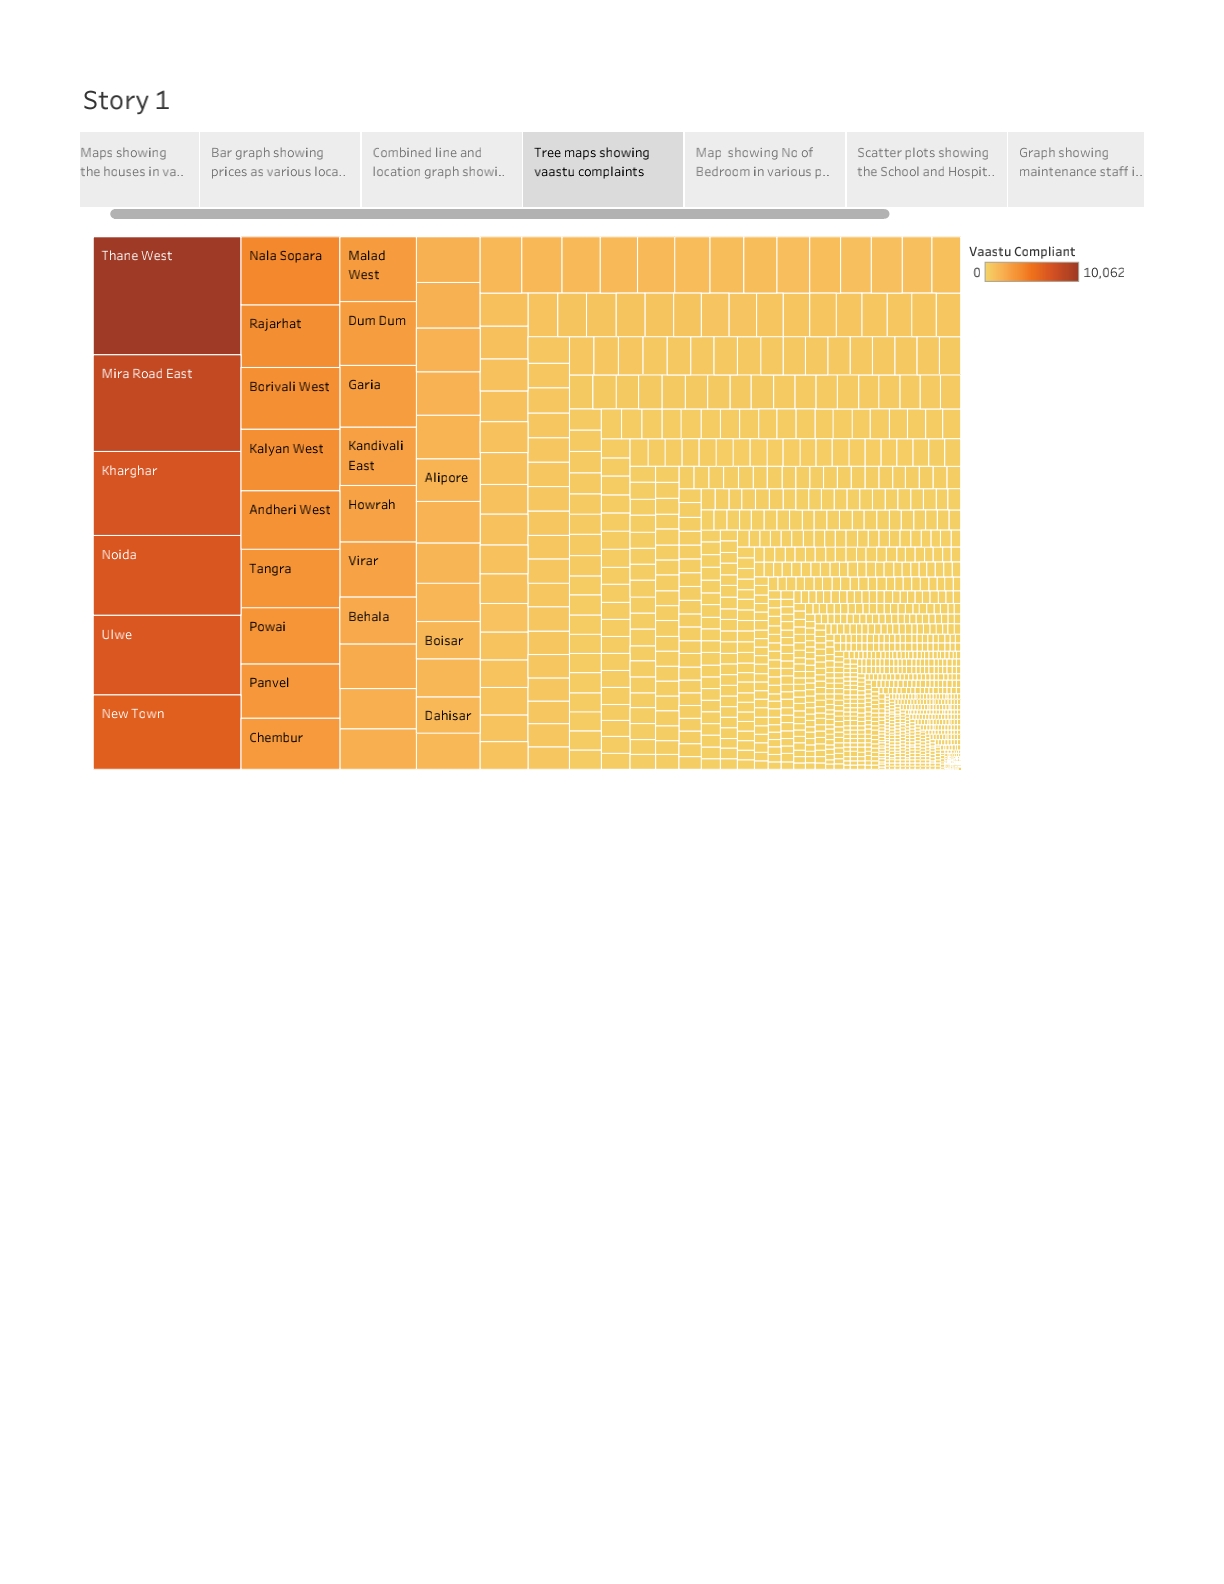 Story 1
Maps showing
the houses in va..
Bar graph showing
prices as various loca..
Combined line and
location graph showi..
Tree maps showing
vaastu complaints
Map showing No of
Bedroom in various p..
Scatter plots showing
the School and Hospit..
Graph showing
maintenance staff i..
Thane West
Mira Road East
Kharghar
Noida
Ulwe
New Town
Nala Sopara
Rajarhat
Borivali West
Kalyan West
Andheri West
Tangra
Powai
Panvel
Chembur
Malad
West
Dum Dum
Garia
Kandivali
East
Howrah
Virar
Behala
Alipore
Boisar
Dahisar
Vaastu Compliant
0 10,062